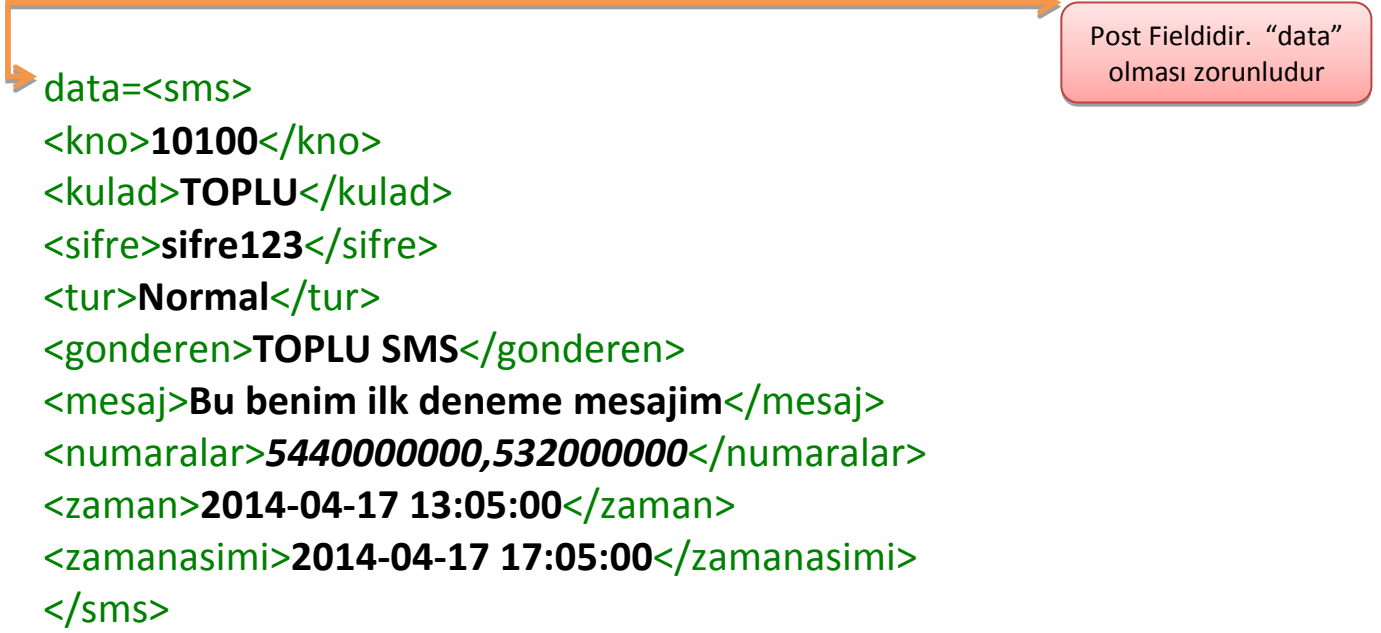 Post Fieldidir. “data”
olması zorunludur
data=<sms>
<kno>10100</kno>
<kulad>TOPLU</kulad>
<sifre>sifre123</sifre>
<tur>Normal</tur>
<gonderen>TOPLU SMS</gonderen>
<mesaj>Bu benim ilk deneme mesajim</mesaj>
<numaralar>5440000000,532000000</numaralar>
<zaman>2014-04-17 13:05:00</zaman>
<zamanasimi>2014-04-17 17:05:00</zamanasimi>
</sms>